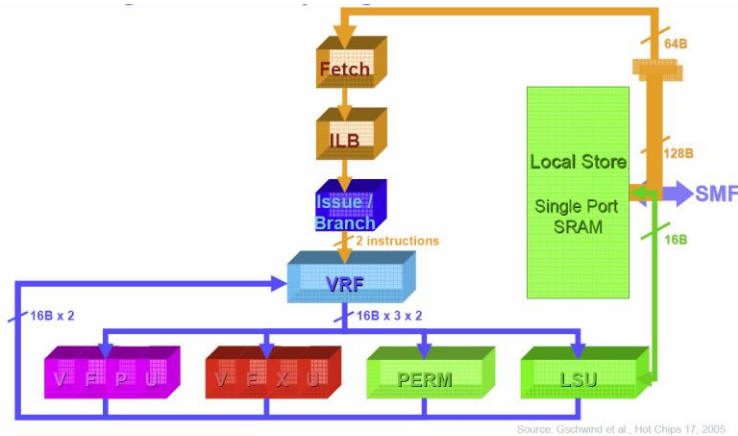 64B
Fetch
ILB
128B
Local Store
Issue /
Branch
SMF
Single Port
SRAM
2 instructions
16B
VRF
16B x 2
16B x 3 x 2
V F P U
V F X U
PERM
LSU
Source: Gschwind et al., Hot Chips 17, 2005